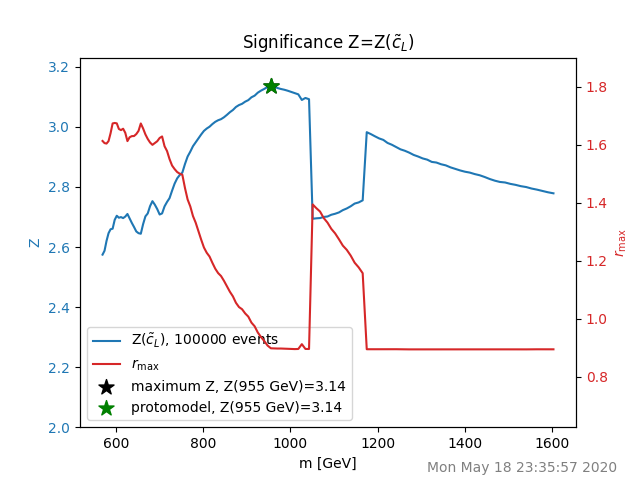 Significance Z=Z(c̃_L)
3.2
3.0
2.8
2.6
2.4
2.2
2.0
Z
1.8
1.6
1.4
1.2
1.0
0.8
r_max
Z(c̃_L), 100000 events
r_max
maximum Z, Z(955 GeV)=3.14
protomodel, Z(955 GeV)=3.14
600 800 1000 1200 1400 1600
m [GeV]
Mon May 18 23:35:57 2020